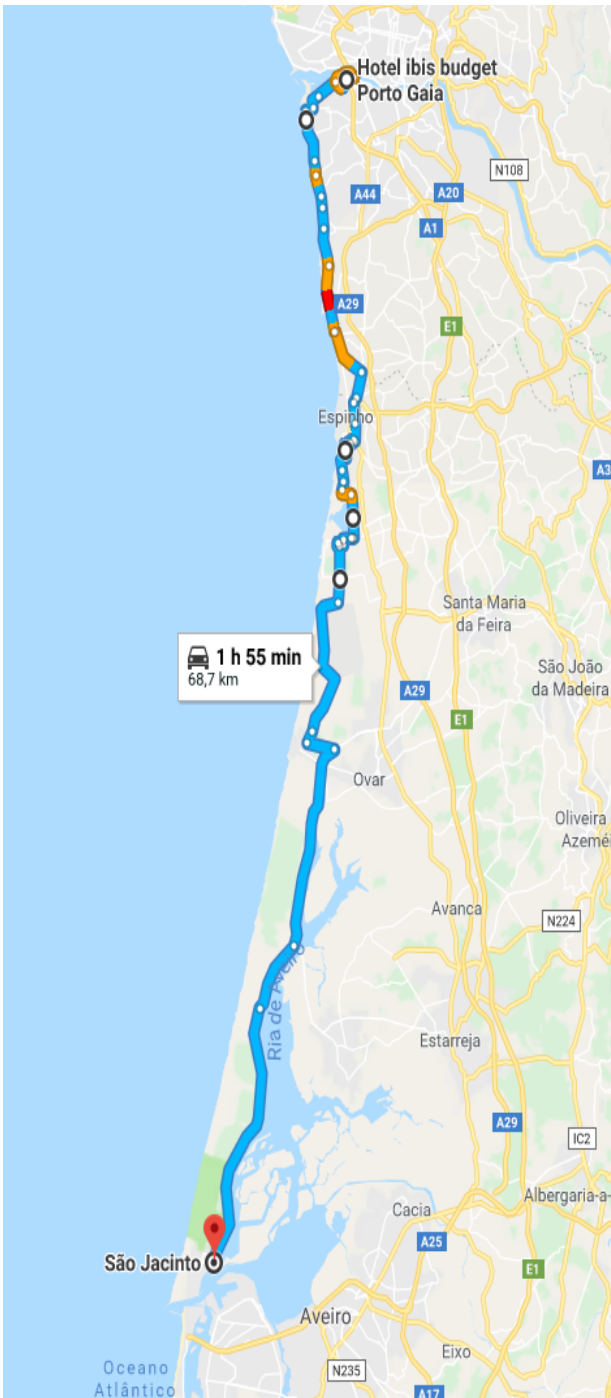 Hotel ibis budget
Porto Gaia
N108
A44
A20
A1
A29
E1
Espinho
A3
Santa Maria
da Feira
1 h 55 min
68,7 km
São João
da Madeira
A29
E1
Ovar
Oliveira
Azeméi
Avanca
N224
Ria de Aveiro
Estarreja
A29
IC2
Albergaria-a-
Cacia
A25
São Jacinto
E1
Aveiro
Eixo
Oceano
Atlântico
N235
A17